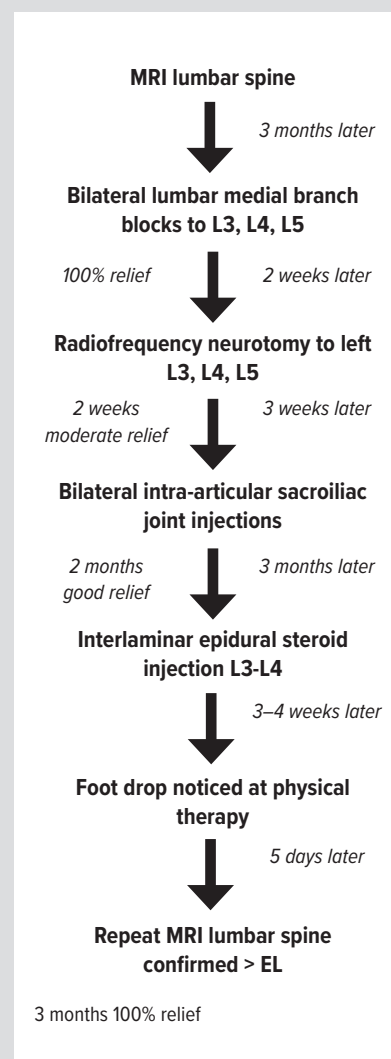 MRI lumbar spine
3 months later
Bilateral lumbar medial branch
blocks to L3, L4, L5
100% relief
2 weeks later
Radiofrequency neurotomy to left
L3, L4, L5
2 weeks
moderate relief
3 weeks later
Bilateral intra-articular sacroiliac
joint injections
2 months
good relief
3 months later
Interlaminar epidural steroid
injection L3-L4
3–4 weeks later
Foot drop noticed at physical
therapy
5 days later
Repeat MRI lumbar spine
confirmed > EL
3 months 100% relief